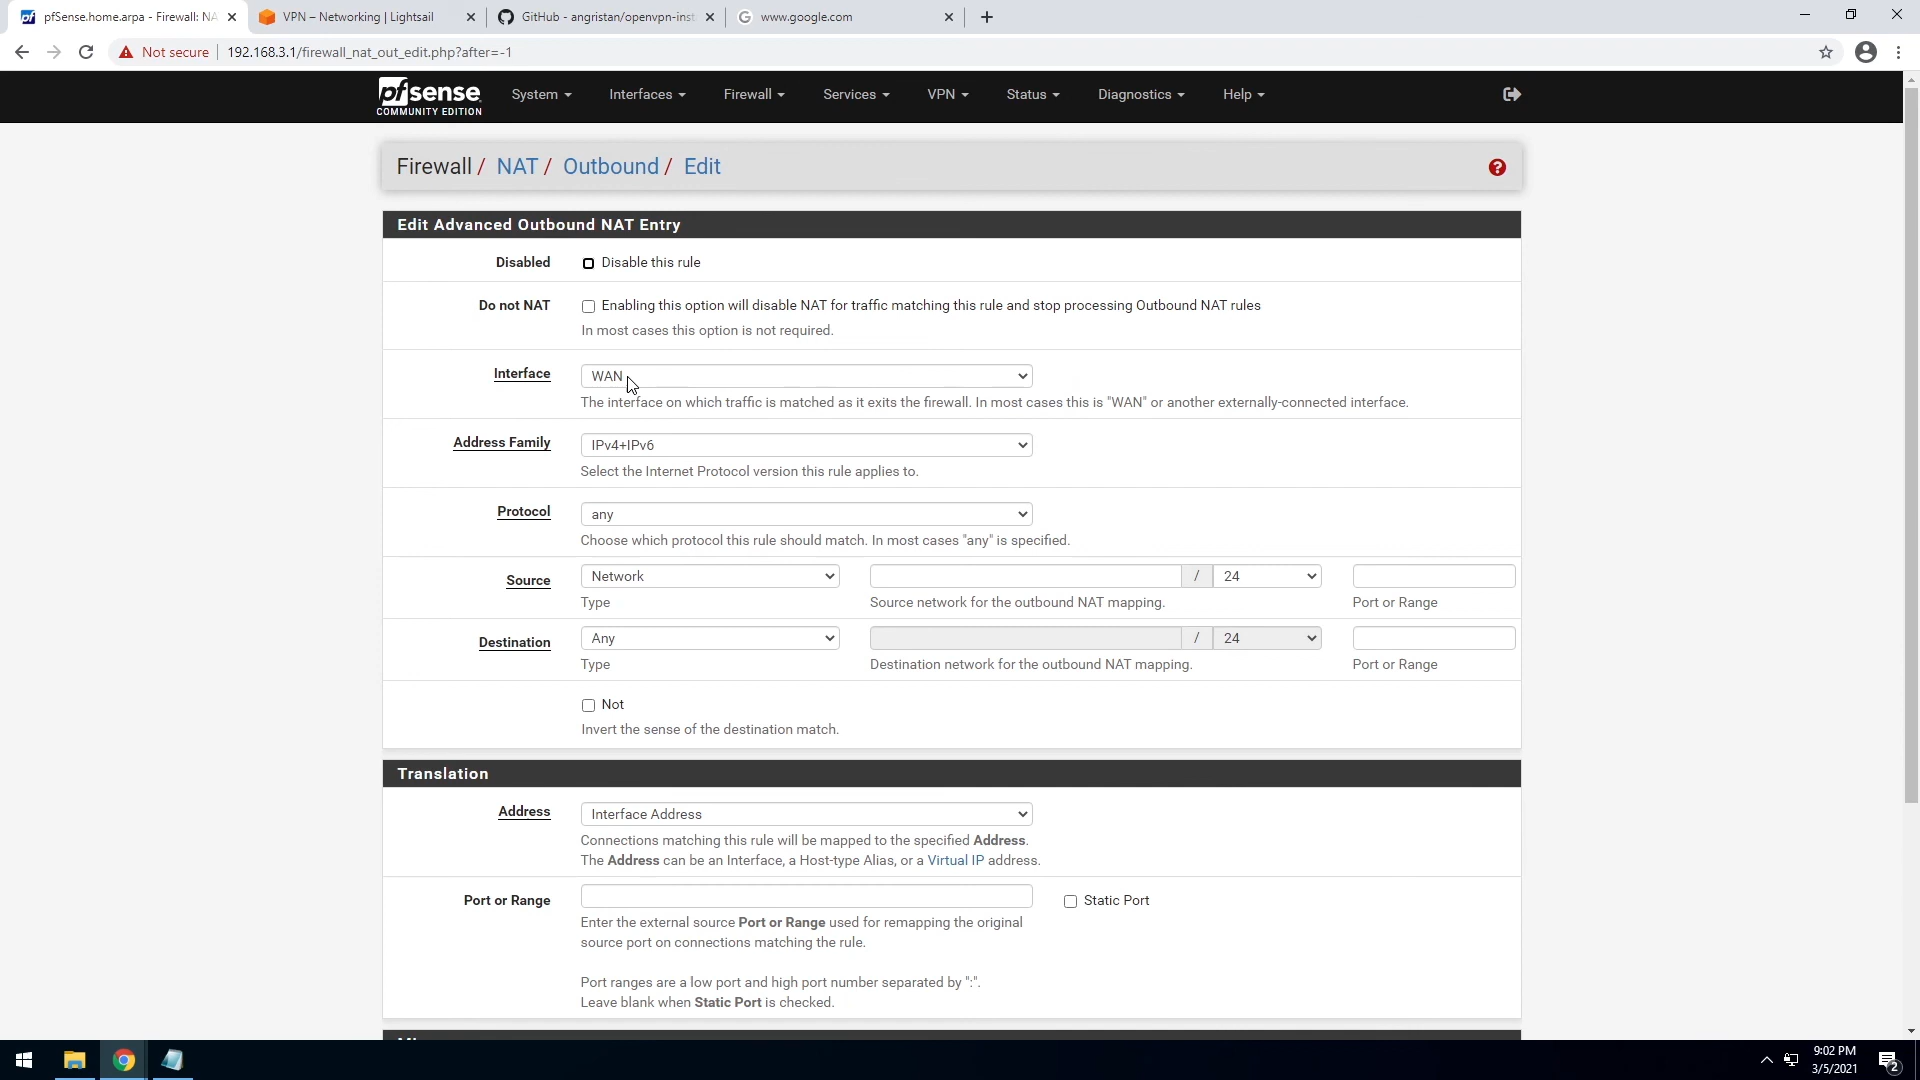 pfSense.home.arpa - Firewall: NA
VPN – Networking | Lightsail
GitHub - angristan/openvpn-inst
www.google.com
Not secure
192.168.3.1/firewall_nat_out_edit.php?after=-1
pfsense
COMMUNITY EDITION
System
Interfaces
Firewall
Services
VPN
Status
Diagnostics
Help
Firewall / NAT / Outbound / Edit
Edit Advanced Outbound NAT Entry
Disabled
Disable this rule
Do not NAT
Enabling this option will disable NAT for traffic matching this rule and stop processing Outbound NAT rules
In most cases this option is not required.
Interface
WAN
The interface on which traffic is matched as it exits the firewall. In most cases this is "WAN" or another externally-connected interface.
Address Family
IPv4+IPv6
Select the Internet Protocol version this rule applies to.
Protocol
any
Choose which protocol this rule should match. In most cases "any" is specified.
Source
Network
/ 24
Type
Source network for the outbound NAT mapping.
Port or Range
Destination
Any
/ 24
Type
Destination network for the outbound NAT mapping.
Port or Range
Not
Invert the sense of the destination match.
Translation
Address
Interface Address
Connections matching this rule will be mapped to the specified Address.
The Address can be an Interface, a Host-type Alias, or a Virtual IP address.
Port or Range
Static Port
Enter the external source Port or Range used for remapping the original
source port on connections matching the rule.
Port ranges are a low port and high port number separated by ":".
Leave blank when Static Port is checked.
9:02 PM
3/5/2021
2